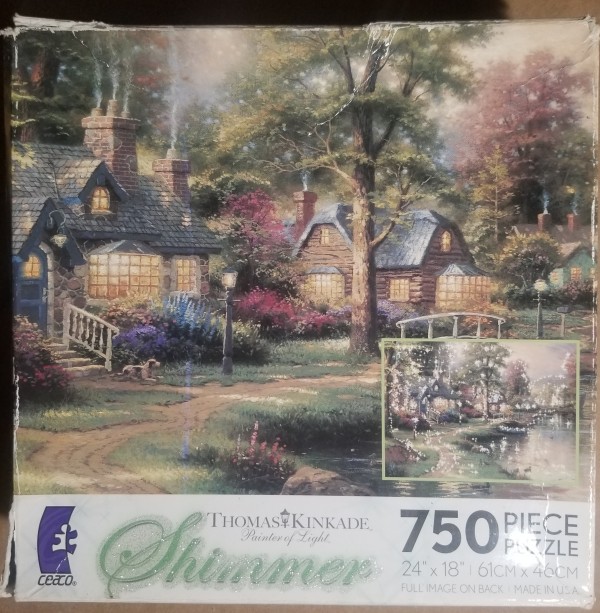 THOMAS KINKADE
Painter of Light
Shimmer
ceaco®
750 PIECE PUZZLE
24" x 18" | 61CM x 46CM
FULL IMAGE ON BACK | MADE IN U.S.A